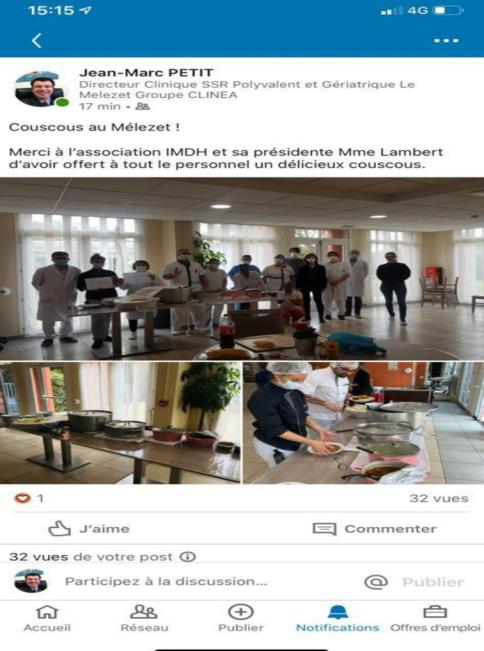 15:15
4G
Jean-Marc PETIT
Directeur Clinique SSR Polyvalent et Gériatrique Le
Melezet Groupe CLINEA
17 min •
Couscous au Mélezet !
Merci à l'association IMDH et sa présidente Mme Lambert
d'avoir offert à tout le personnel un délicieux couscous.
1
32 vues
J'aime
Commenter
32 vues de votre post
Participez à la discussion...
@ Publier
Accueil
Réseau
Publier
Notifications
Offres d'emploi